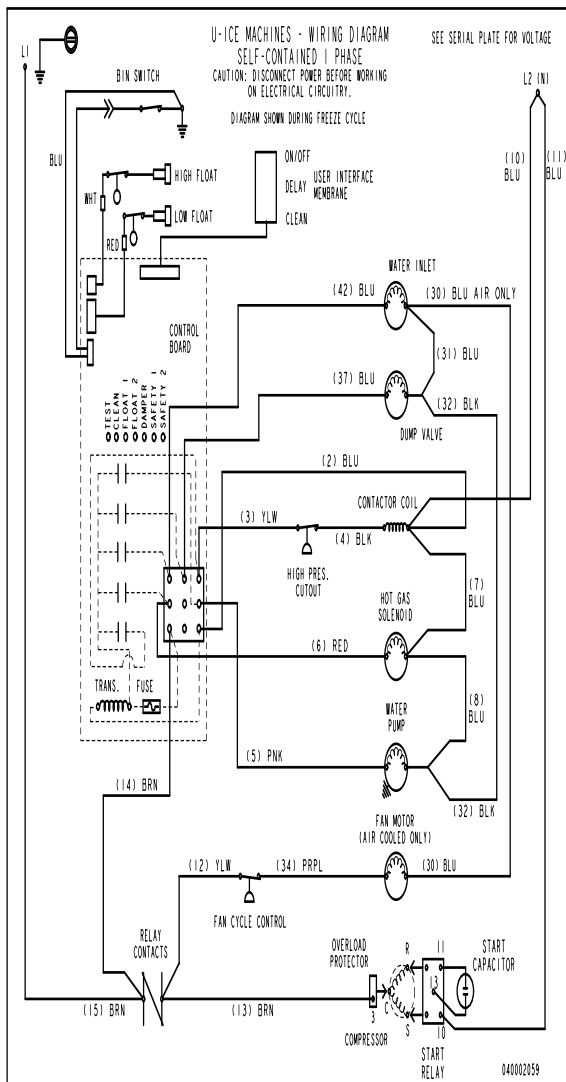 U-ICE MACHINES - WIRING DIAGRAM
SELF-CONTAINED 1 PHASE
CAUTION: DISCONNECT POWER BEFORE WORKING
ON ELECTRICAL CIRCUITRY.
DIAGRAM SHOWN DURING FREEZE CYCLE
SEE SERIAL PLATE FOR VOLTAGE
L1
L2 (N)
BIN SWITCH
BLU
(10)
BLU
(11)
BLU
HIGH FLOAT
WHT
LOW FLOAT
RED
ON/OFF
DELAY
CLEAN
USER INTERFACE
MEMBRANE
CONTROL
BOARD
WATER INLET
(42) BLU
(30) BLU AIR ONLY
(31) BLU
(37) BLU
(32) BLK
DUMP VALVE
TEST
CLEAN
FLOAT 1
FLOAT 2
DAMPER
SAFETY 1
SAFETY 2
(2) BLU
CONTACTOR COIL
(3) YLW
(4) BLK
HIGH PRES.
CUTOUT
(7)
BLU
HOT GAS
SOLENOID
(6) RED
(8)
BLU
TRANS.
FUSE
WATER
PUMP
(5) PNK
(14) BRN
(32) BLK
FAN MOTOR
(AIR COOLED ONLY)
(12) YLW
(34) PRPL
(30) BLU
FAN CYCLE CONTROL
RELAY
CONTACTS
OVERLOAD
PROTECTOR
R
11
START
CAPACITOR
13
C
3
S
10
(15) BRN
(13) BRN
COMPRESSOR
START
RELAY
040002059